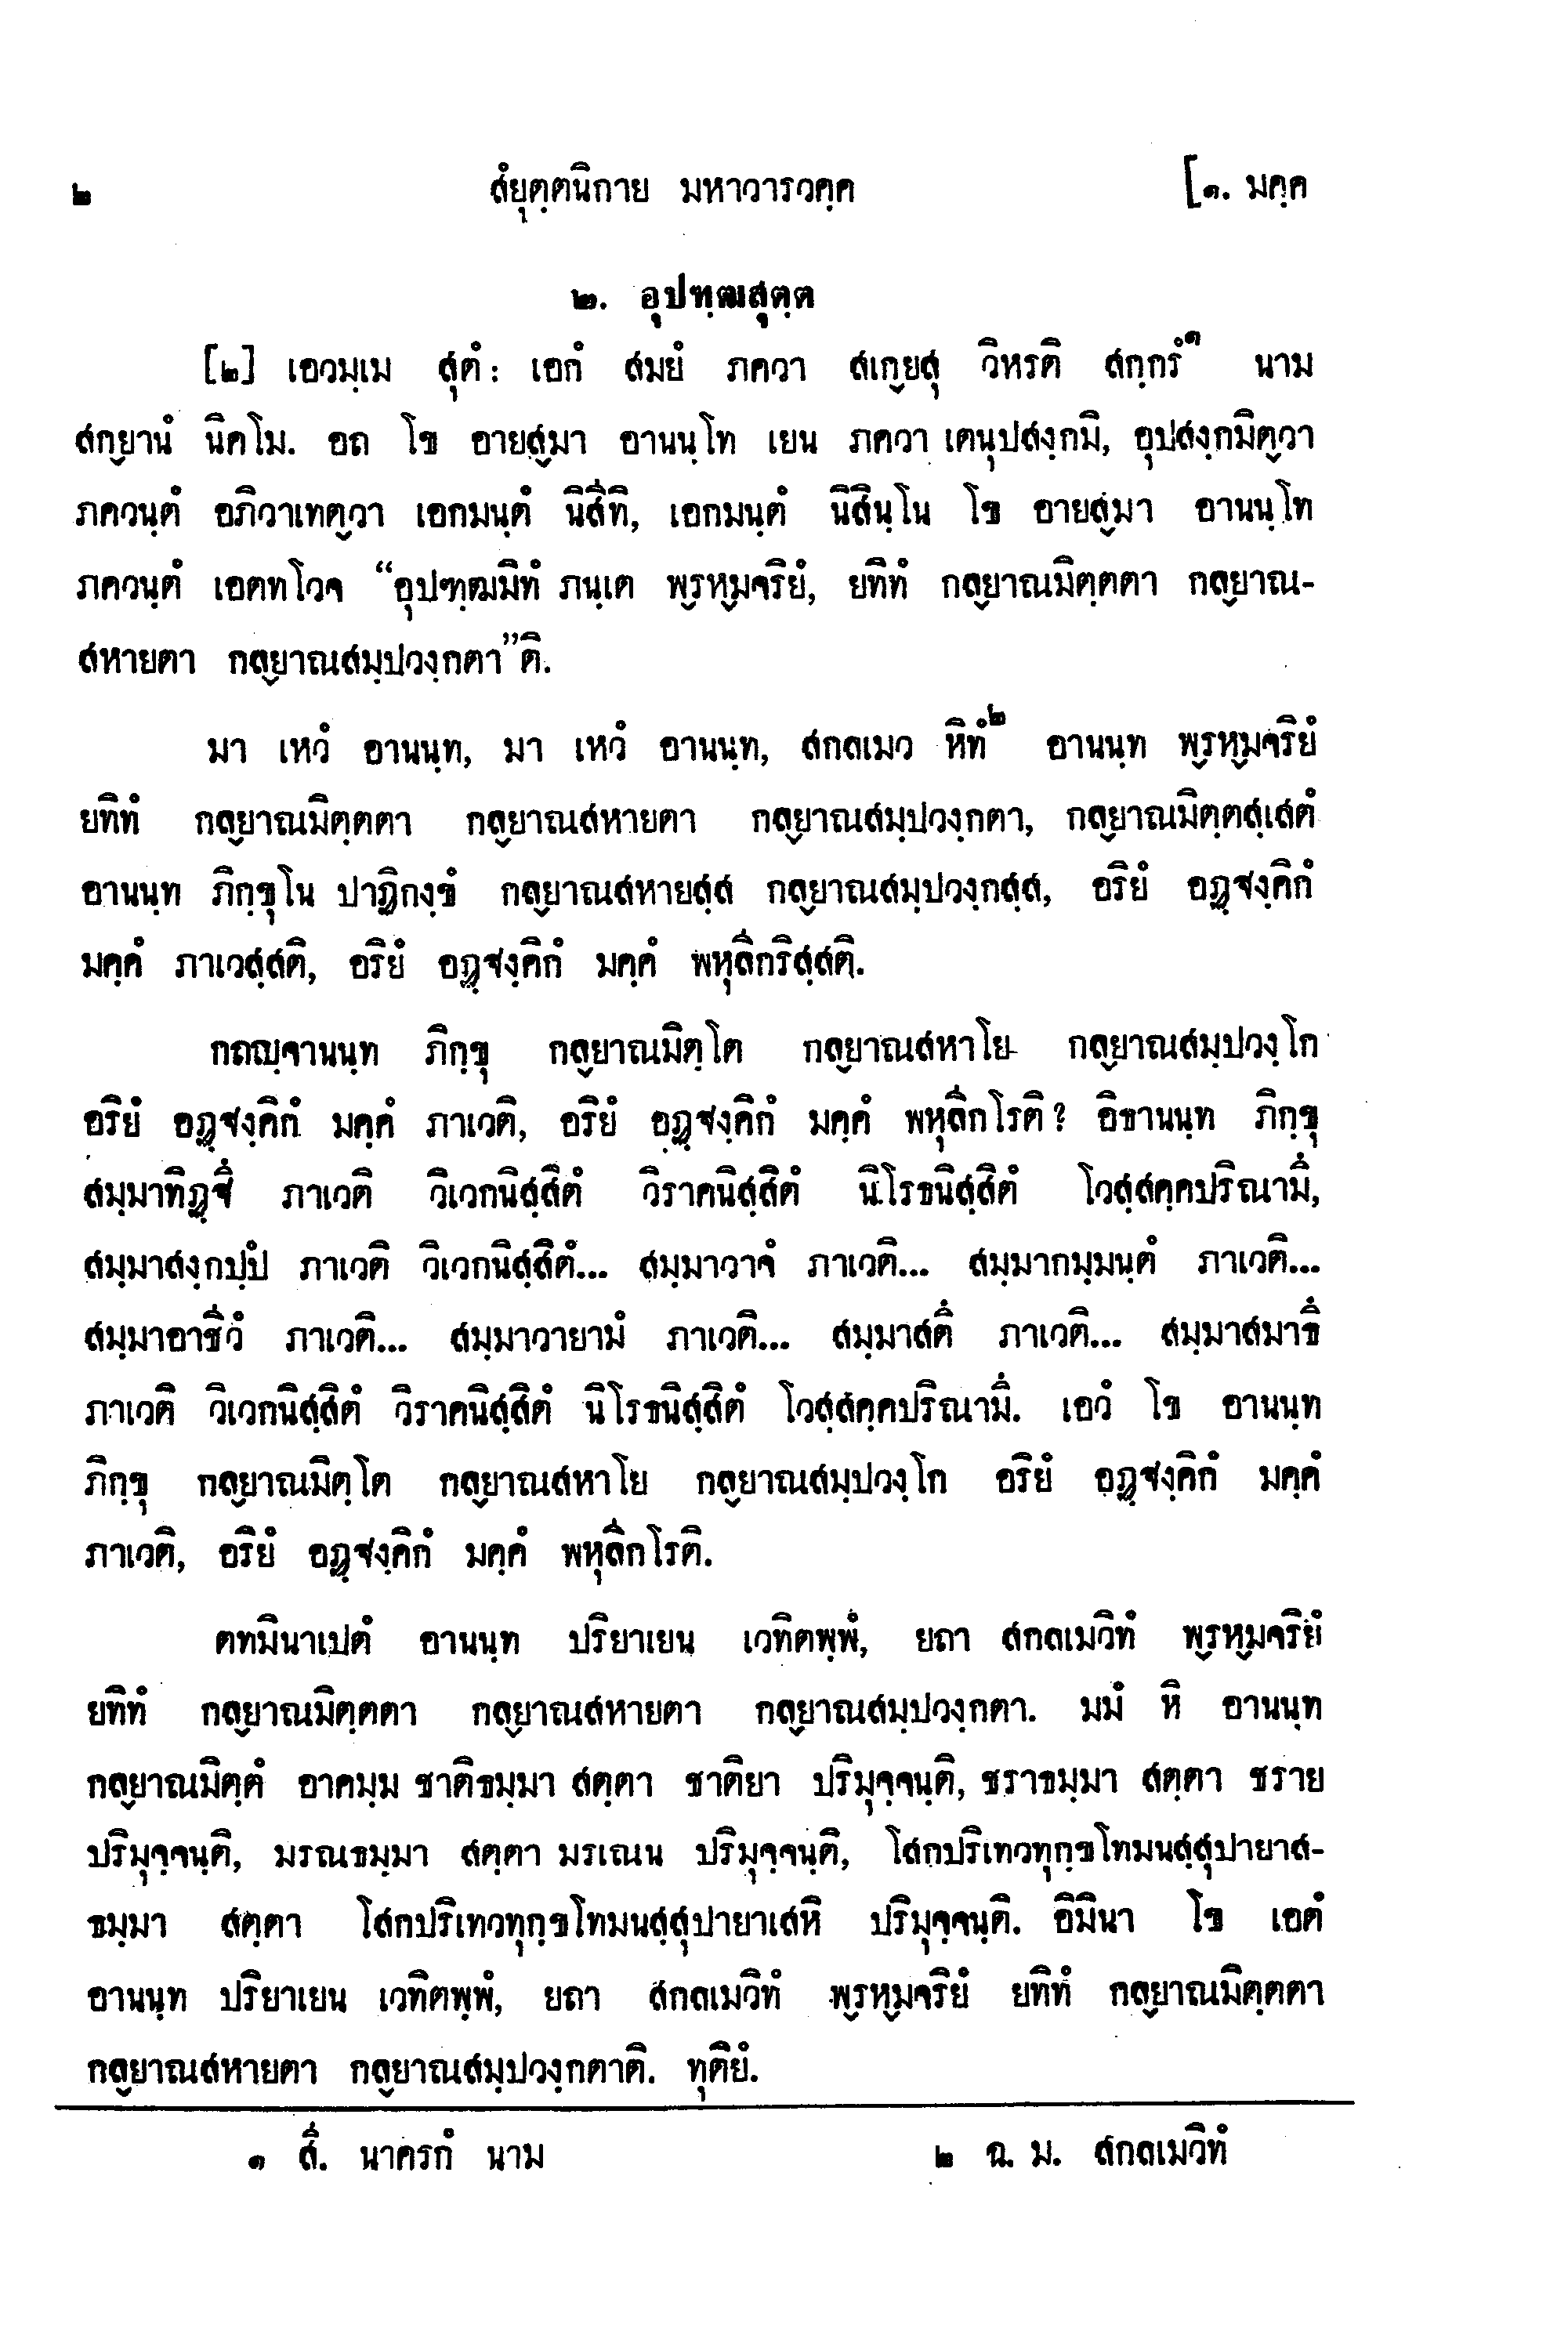 ๒ สํยุตฺตนิกาย มหาวารวคฺค [๑. มคฺค
๒. อุปฑฺฒสุตฺต
[๒] เอวมฺเม สุตํ: เอกํ สมยํ ภควา สเกฺยสุ วิหรติ สกฺกรํ๑ นาม
สกฺยานํ นิคโม. อถ โข อายสฺมา อานนฺโท เยน ภควา เตนุปสงฺกมิ, อุปสงฺกมิตฺวา
ภควนฺตํ อภิวาเทตฺวา เอกมนฺตํ นิสีทิ, เอกมนฺตํ นิสินฺโน โข อายสฺมา อานนฺโท
ภควนฺตํ เอตทโวจ “อุปฑฺฒมิทํ ภนฺเต พฺรหฺมจริยํ, ยทิทํ กลฺยาณมิตฺตตา กลฺยาณ-
สหายตา กลฺยาณสมฺปวงฺกตา”ติ.
มา เหวํ อานนฺท, มา เหวํ อานนฺท, สกลเมว หิทํ๒ อานนฺท พฺรหฺมจริยํ
ยทิทํ กลฺยาณมิตฺตตา กลฺยาณสหายตา กลฺยาณสมฺปวงฺกตา, กลฺยาณมิตฺตสฺเสตํ
อานนฺท ภิกฺขุโน ปาฏิกงฺขํ กลฺยาณสหายสฺส กลฺยาณสมฺปวงฺกสฺส, อริยํ อฏฺฐงฺคิกํ
มคฺคํ ภาเวสฺสติ, อริยํ อฏฺฐงฺคิกํ มคฺคํ พหุลีกริสฺสติ.
กถญฺจานนฺท ภิกฺขุ กลฺยาณมิตฺโต กลฺยาณสหาโย กลฺยาณสมฺปวงฺโก
อริยํ อฏฺฐงฺคิกํ มคฺคํ ภาเวติ, อริยํ อฏฺฐงฺคิกํ มคฺคํ พหุลีกโรติ? อิธานนฺท ภิกฺขุ
สมฺมาทิฏฺฐึ ภาเวติ วิเวกนิสฺสิตํ วิราคนิสฺสิตํ นิโรธนิสฺสิตํ โวสฺสคฺคปริณามึ,
สมฺมาสงฺกปฺปํ ภาเวติ วิเวกนิสฺสิตํ... สมฺมาวาจํ ภาเวติ... สมฺมากมฺมนฺตํ ภาเวติ...
สมฺมาอาชีวํ ภาเวติ... สมฺมาวายามํ ภาเวติ... สมฺมาสตึ ภาเวติ... สมฺมาสมาธึ
ภาเวติ วิเวกนิสฺสิตํ วิราคนิสฺสิตํ นิโรธนิสฺสิตํ โวสฺสคฺคปริณามึ. เอวํ โข อานนฺท
ภิกฺขุ กลฺยาณมิตฺโต กลฺยาณสหาโย กลฺยาณสมฺปวงฺโก อริยํ อฏฺฐงฺคิกํ มคฺคํ
ภาเวติ, อริยํ อฏฺฐงฺคิกํ มคฺคํ พหุลีกโรติ.
ตทมินาเปตํ อานนฺท ปริยาเยน เวทิตพฺพํ, ยถา สกลเมวิทํ พฺรหฺมจริยํ
ยทิทํ กลฺยาณมิตฺตตา กลฺยาณสหายตา กลฺยาณสมฺปวงฺกตา. มมํ หิ อานนฺท
กลฺยาณมิตฺตํ อาคมฺม ชาติธมฺมา สตฺตา ชาติยา ปริมุจฺจนฺติ, ชราธมฺมา สตฺตา ชราย
ปริมุจฺจนฺติ, มรณธมฺมา สตฺตา มรเณน ปริมุจฺจนฺติ, โสกปริเทวทุกฺขโทมนสฺสุปายาส-
ธมฺมา สตฺตา โสกปริเทวทุกฺขโทมนสฺสุปายาเสหิ ปริมุจฺจนฺติ. อิมินา โข เอตํ
อานนฺท ปริยาเยน เวทิตพฺพํ, ยถา สกลเมวิทํ พฺรหฺมจริยํ ยทิทํ กลฺยาณมิตฺตตา
กลฺยาณสหายตา กลฺยาณสมฺปวงฺกตาติ. ทุติยํ.
๑ สี. นาครกํ นาม ๒ ฉ. ม. สกลเมวิทํ